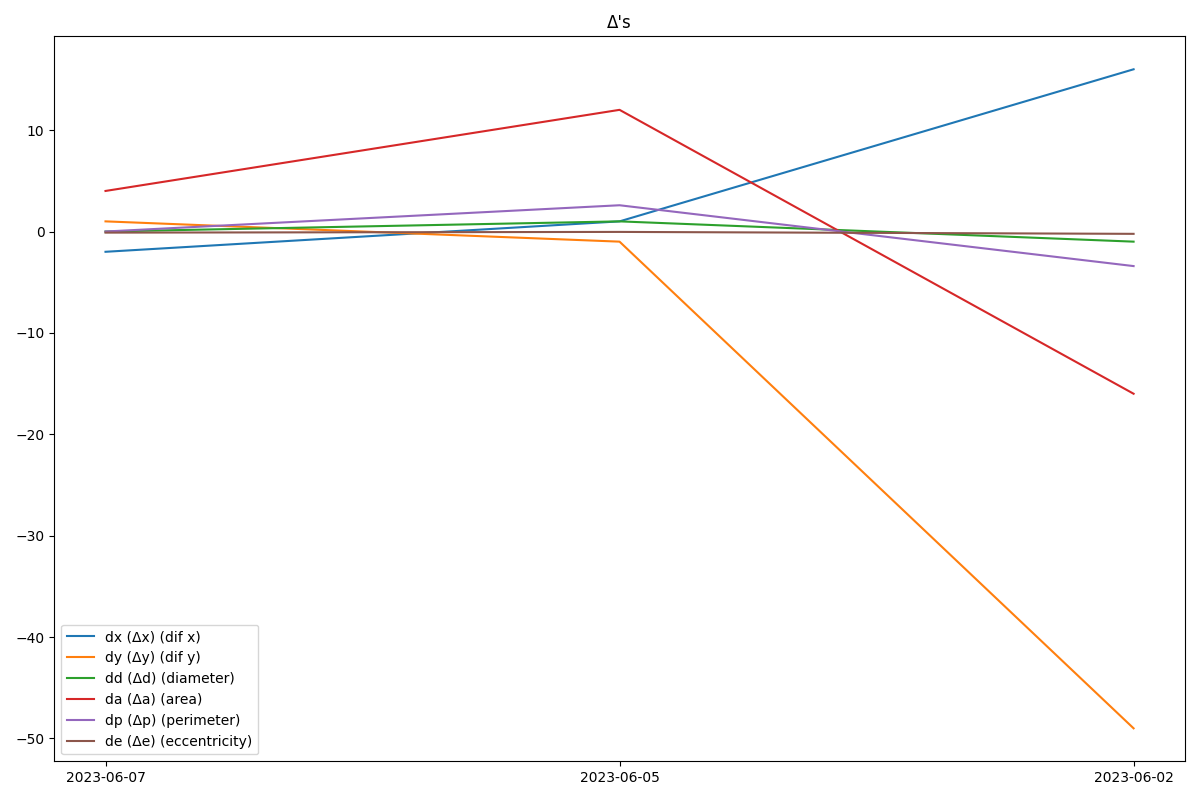 Δ's
10
0
−10
−20
−30
−40
−50
dx (Δx) (dif x)
dy (Δy) (dif y)
dd (Δd) (diameter)
da (Δa) (area)
dp (Δp) (perimeter)
de (Δe) (eccentricity)
2023-06-07 2023-06-05 2023-06-02